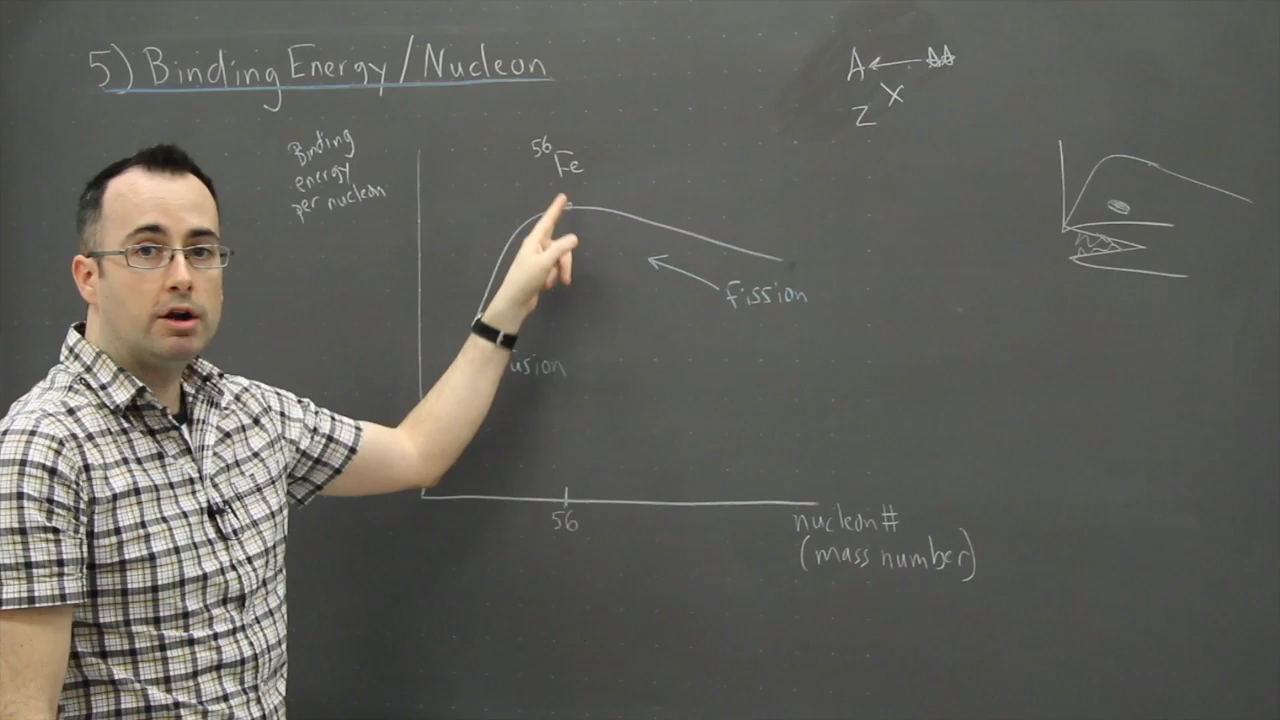 5) Binding Energy/Nucleon
A
X
Z
Binding
energy
per nucleon
56
Fe
fission
usion
56
nucleon #
(mass number)